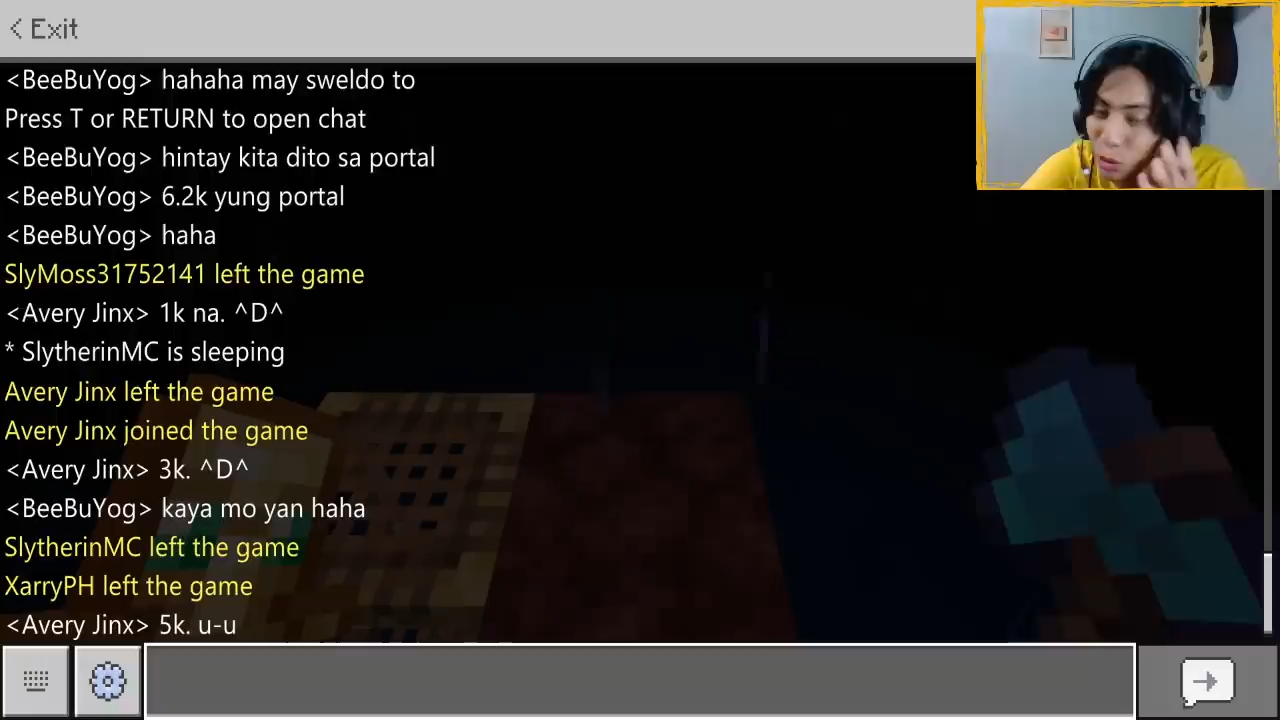 < Exit
<BeeBuYog> hahaha may sweldo to
Press T or RETURN to open chat
<BeeBuYog> hintay kita dito sa portal
<BeeBuYog> 6.2k yung portal
<BeeBuYog> haha
SlyMoss31752141 left the game
<Avery Jinx> 1k na. ^D^
* SlytherinMC is sleeping
Avery Jinx left the game
Avery Jinx joined the game
<Avery Jinx> 3k. ^D^
<BeeBuYog> kaya mo yan haha
SlytherinMC left the game
XarryPH left the game
<Avery Jinx> 5k. u-u